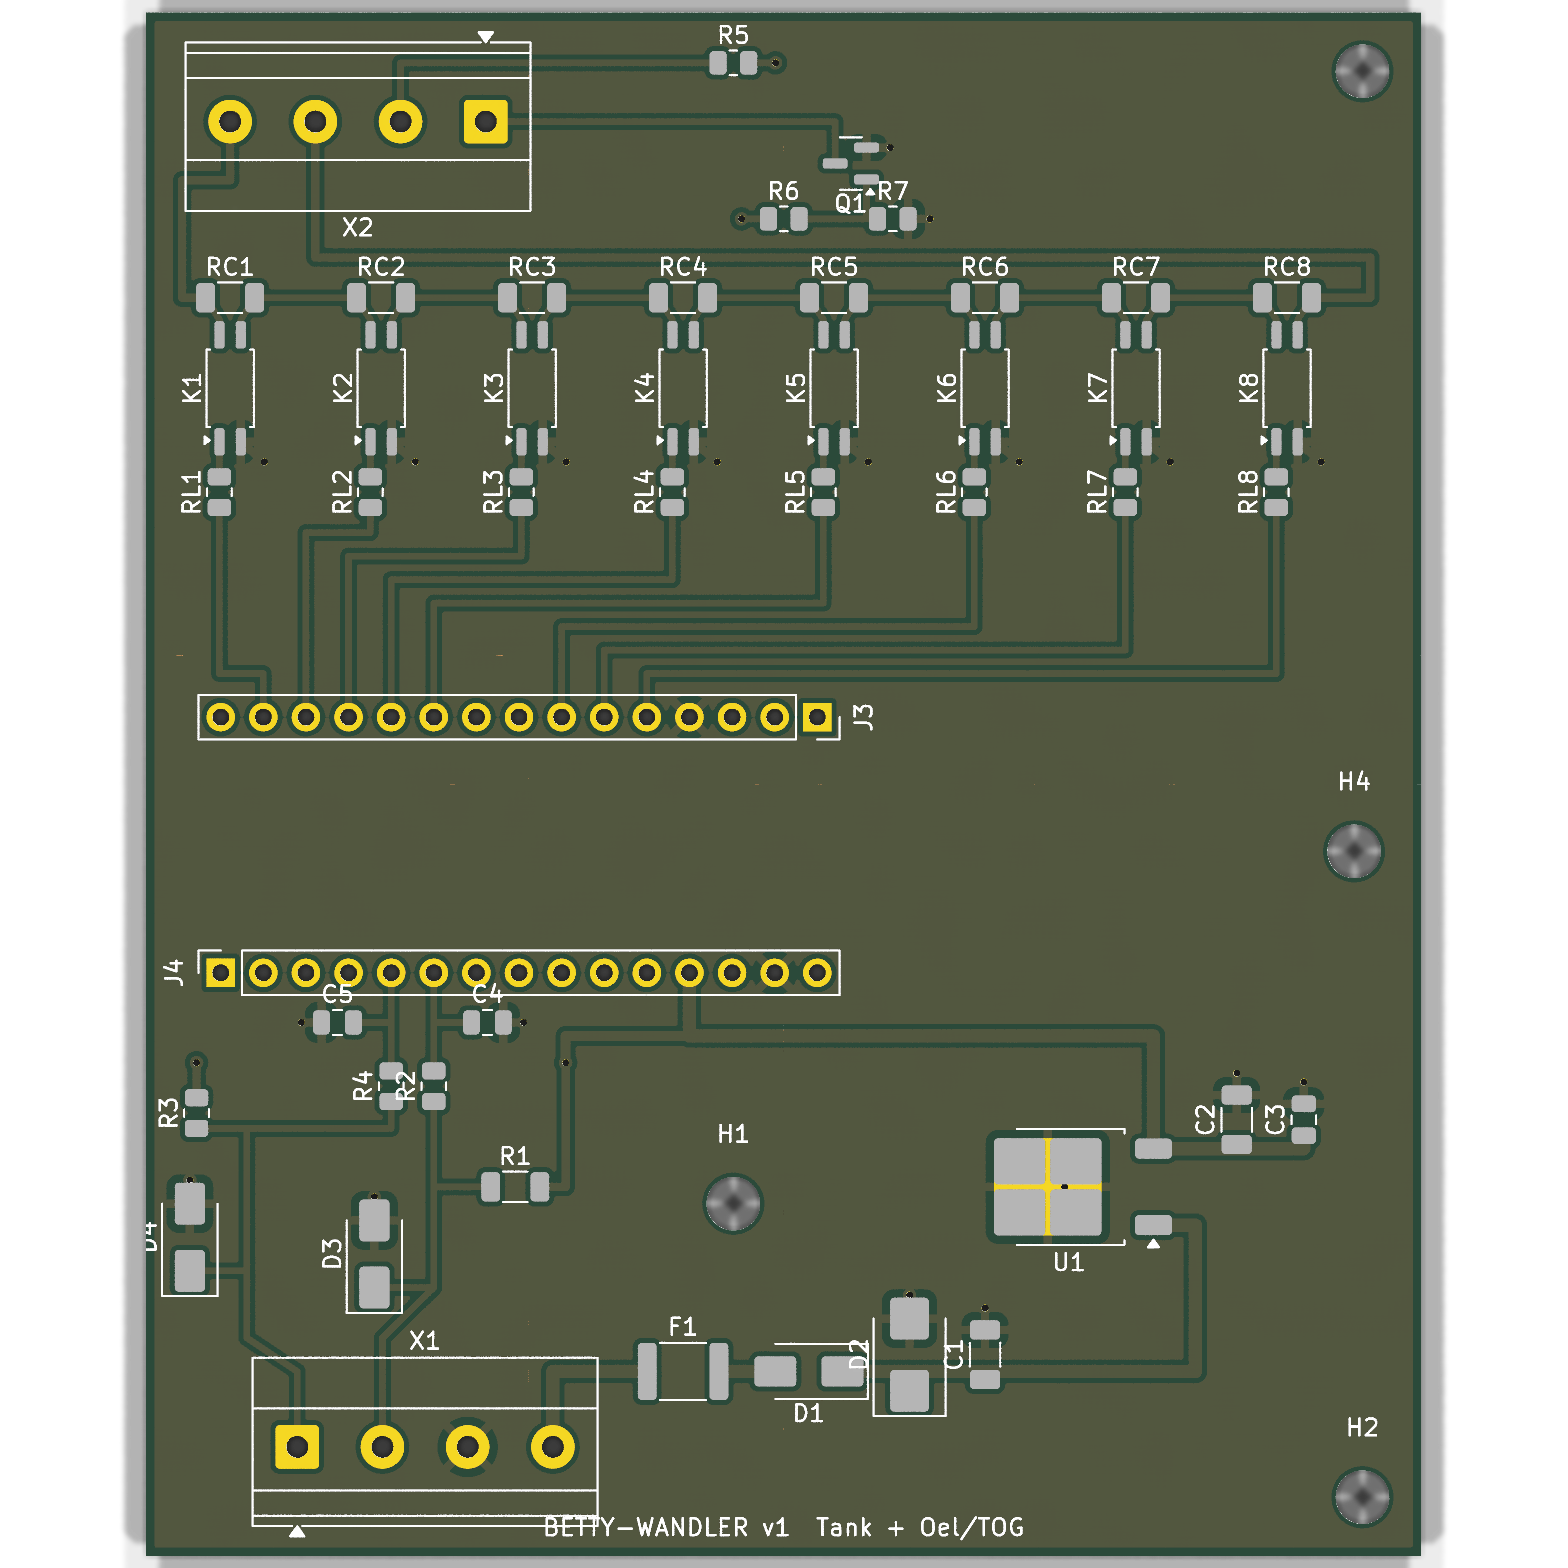 R5
R6
R7
Q1
X2
RC1 RC2 RC3 RC4 RC5 RC6 RC7 RC8
K1 K2 K3 K4 K5 K6 K7 K8
RL1 RL2 RL3 RL4 RL5 RL6 RL7 RL8
J3
H4
J4
C5 C4
R4 R2
R3
C2 C3
H1
R1
D4
D3
U1
F1
X1
D2
C1
D1
H2
BETTY-WANDLER v1 Tank + Oel/TOG